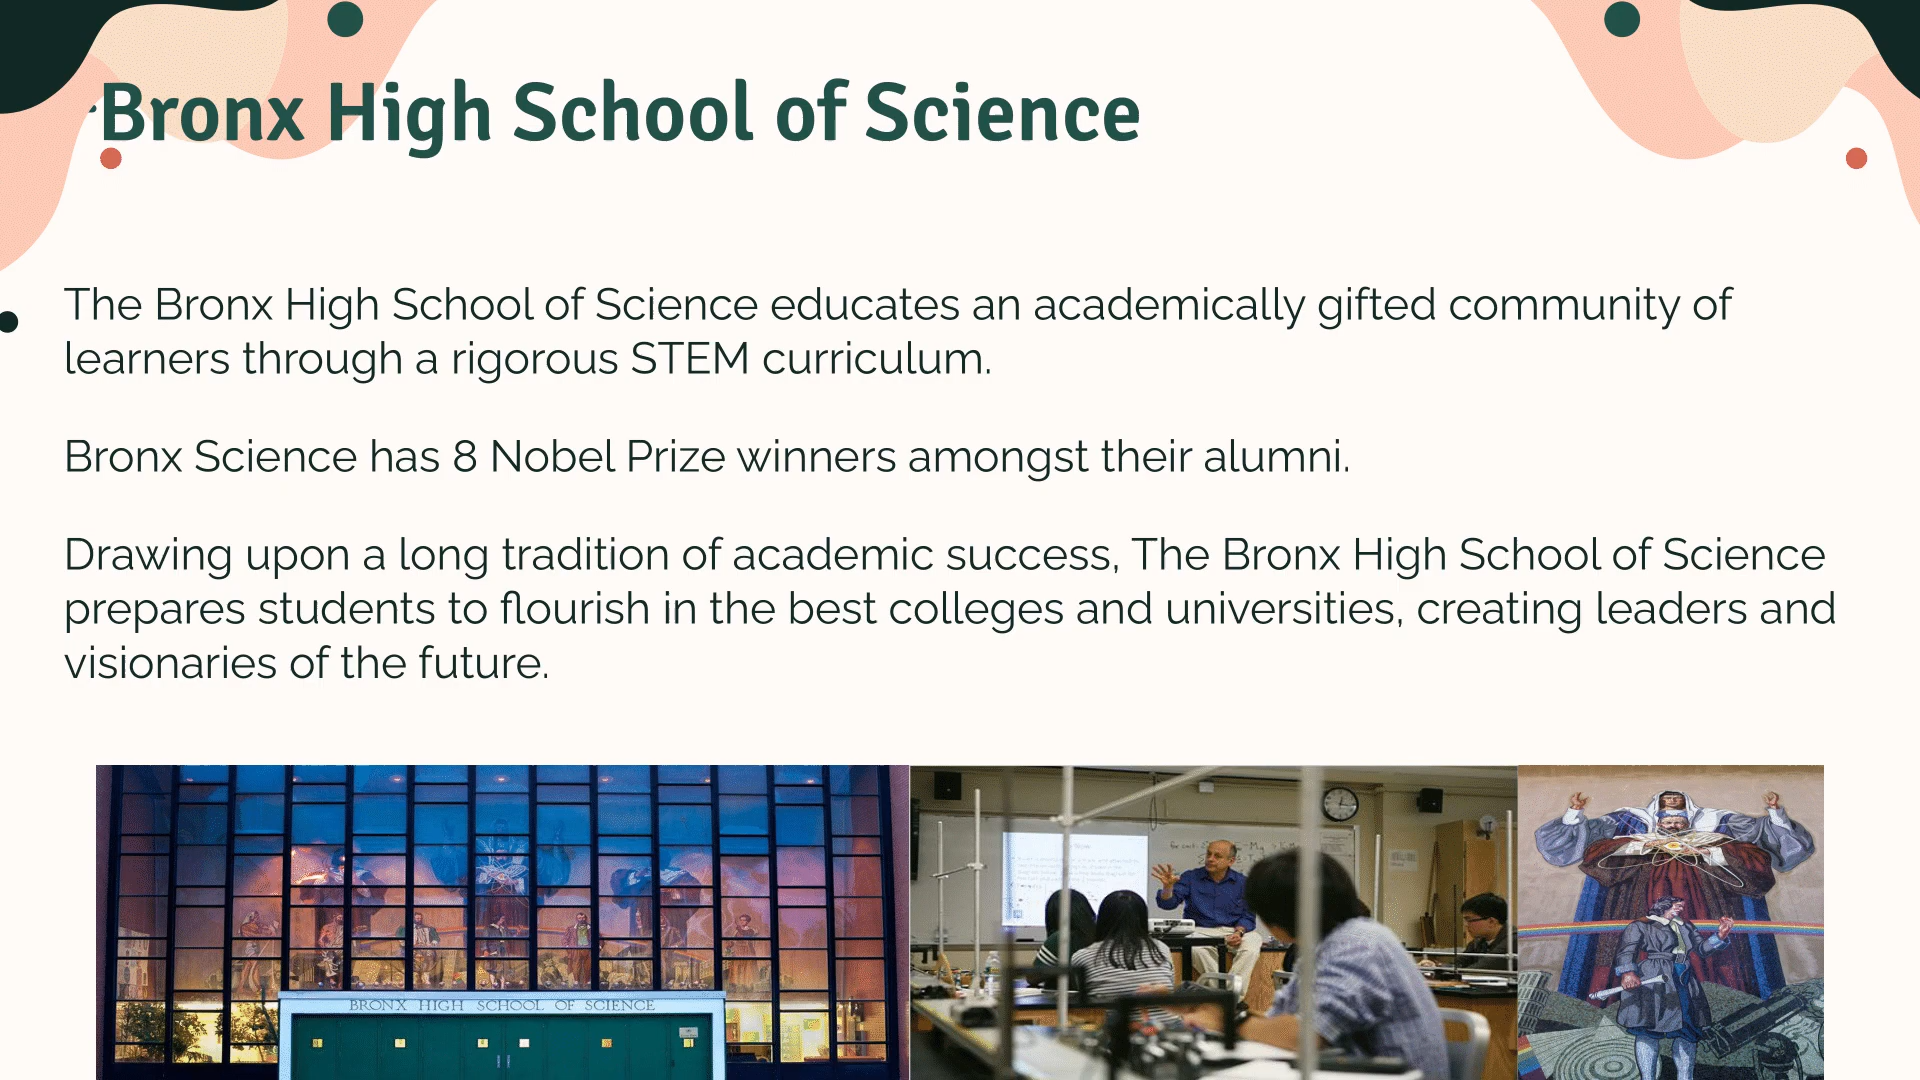 Bronx High School of Science
The Bronx High School of Science educates an academically gifted community of
learners through a rigorous STEM curriculum.
Bronx Science has 8 Nobel Prize winners amongst their alumni.
Drawing upon a long tradition of academic success, The Bronx High School of Science
prepares students to flourish in the best colleges and universities, creating leaders and
visionaries of the future.
BRONX HIGH SCHOOL OF SCIENCE